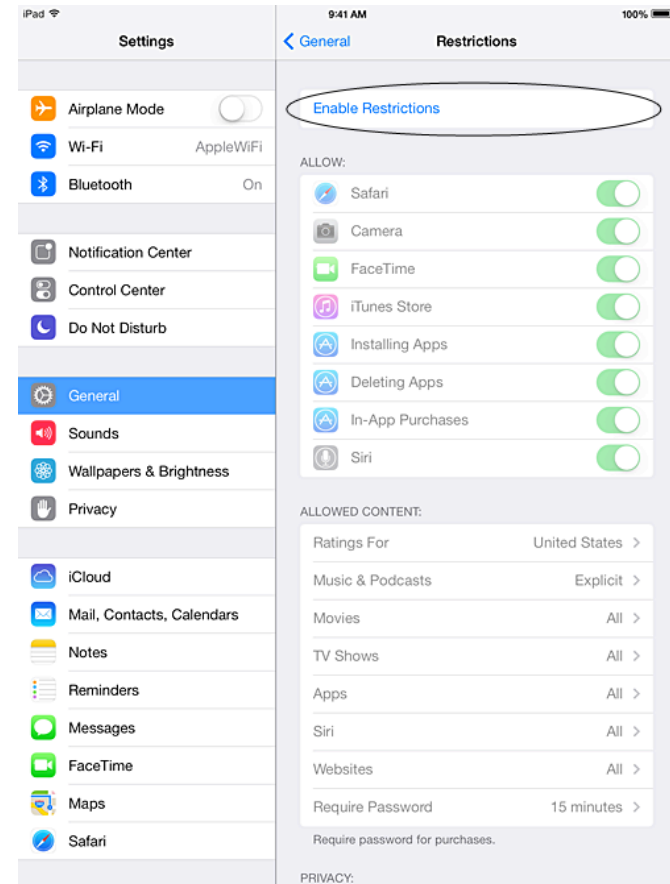 iPad 9:41 AM 100%
Settings
General Restrictions
Airplane Mode
Wi-Fi AppleWiFi
Bluetooth On
Notification Center
Control Center
Do Not Disturb
General
Sounds
Wallpapers & Brightness
Privacy
iCloud
Mail, Contacts, Calendars
Notes
Reminders
Messages
FaceTime
Maps
Safari
Enable Restrictions
ALLOW:
Safari
Camera
FaceTime
iTunes Store
Installing Apps
Deleting Apps
In-App Purchases
Siri
ALLOWED CONTENT:
Ratings For United States
Music & Podcasts Explicit
Movies All
TV Shows All
Apps All
Siri All
Websites All
Require Password 15 minutes
Require password for purchases.
PRIVACY: